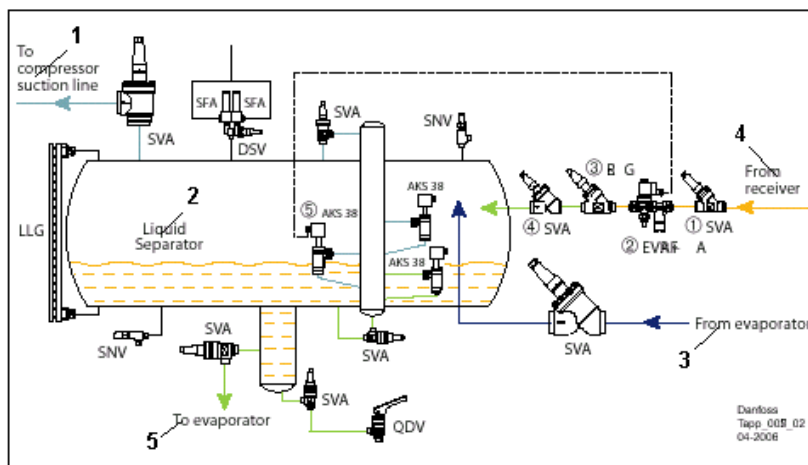 1
To
compressor
suction line
SVA
SFA SFA
DSV
SVA
SNV
4
From
receiver
③ B G
① SVA
④ SVA
② EVRA
LLG
2
Liquid
Separator
⑤ AKS 38
AKS 38
AKS 38
SVA
From evaporator
3
SNV
SVA
SVA
SVA
To evaporator
5
QDV
Danfoss
04-2006